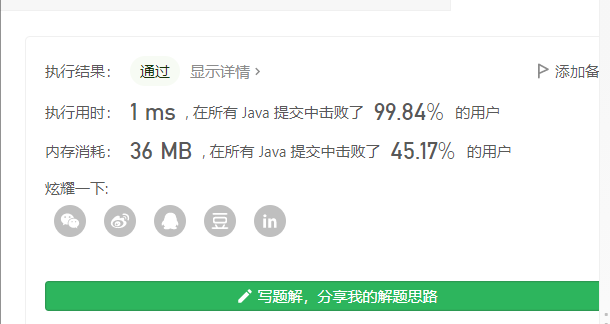 执行结果： 通过 显示详情 › 添加备
执行用时： 1 ms , 在所有 Java 提交中击败了 99.84% 的用户
内存消耗： 36 MB , 在所有 Java 提交中击败了 45.17% 的用户
炫耀一下:
豆 in
写题解，分享我的解题思路